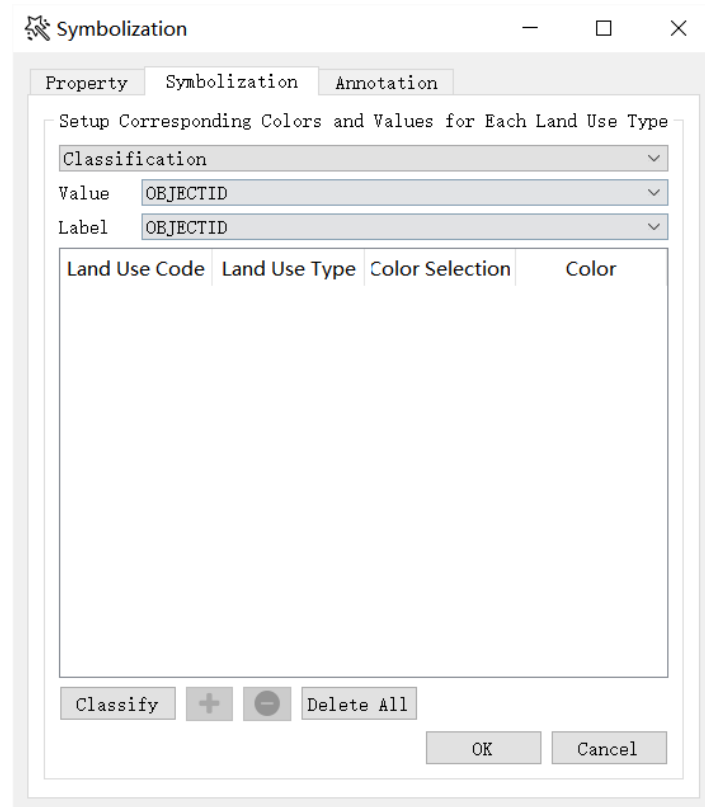 Symbolization
Property Symbolization Annotation
Setup Corresponding Colors and Values for Each Land Use Type
Classification
Value OBJECTID
Label OBJECTID
Land Use Code Land Use Type Color Selection Color
Classify Delete All
OK Cancel